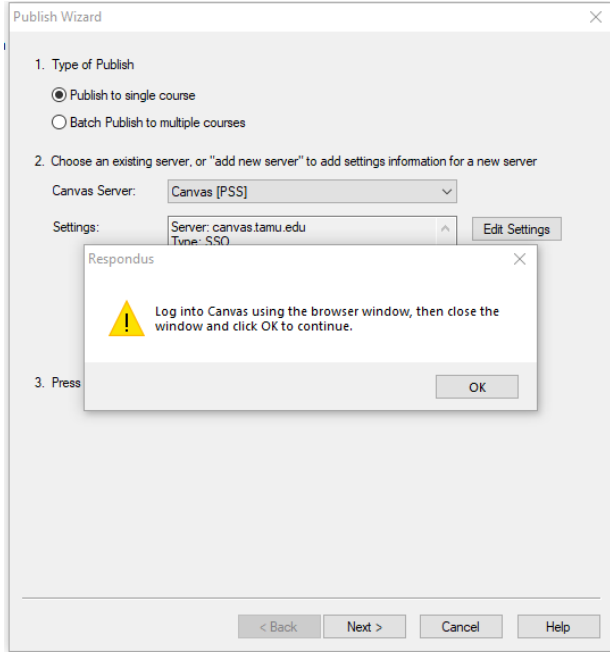 Publish Wizard
1. Type of Publish
Publish to single course
Batch Publish to multiple courses
2. Choose an existing server, or "add new server" to add settings information for a new server
Canvas Server: Canvas [PSS]
Settings: Server: canvas.tamu.edu Edit Settings
Type: SSO
Respondus
Log into Canvas using the browser window, then close the
window and click OK to continue.
3. Press
OK
< Back Next > Cancel Help